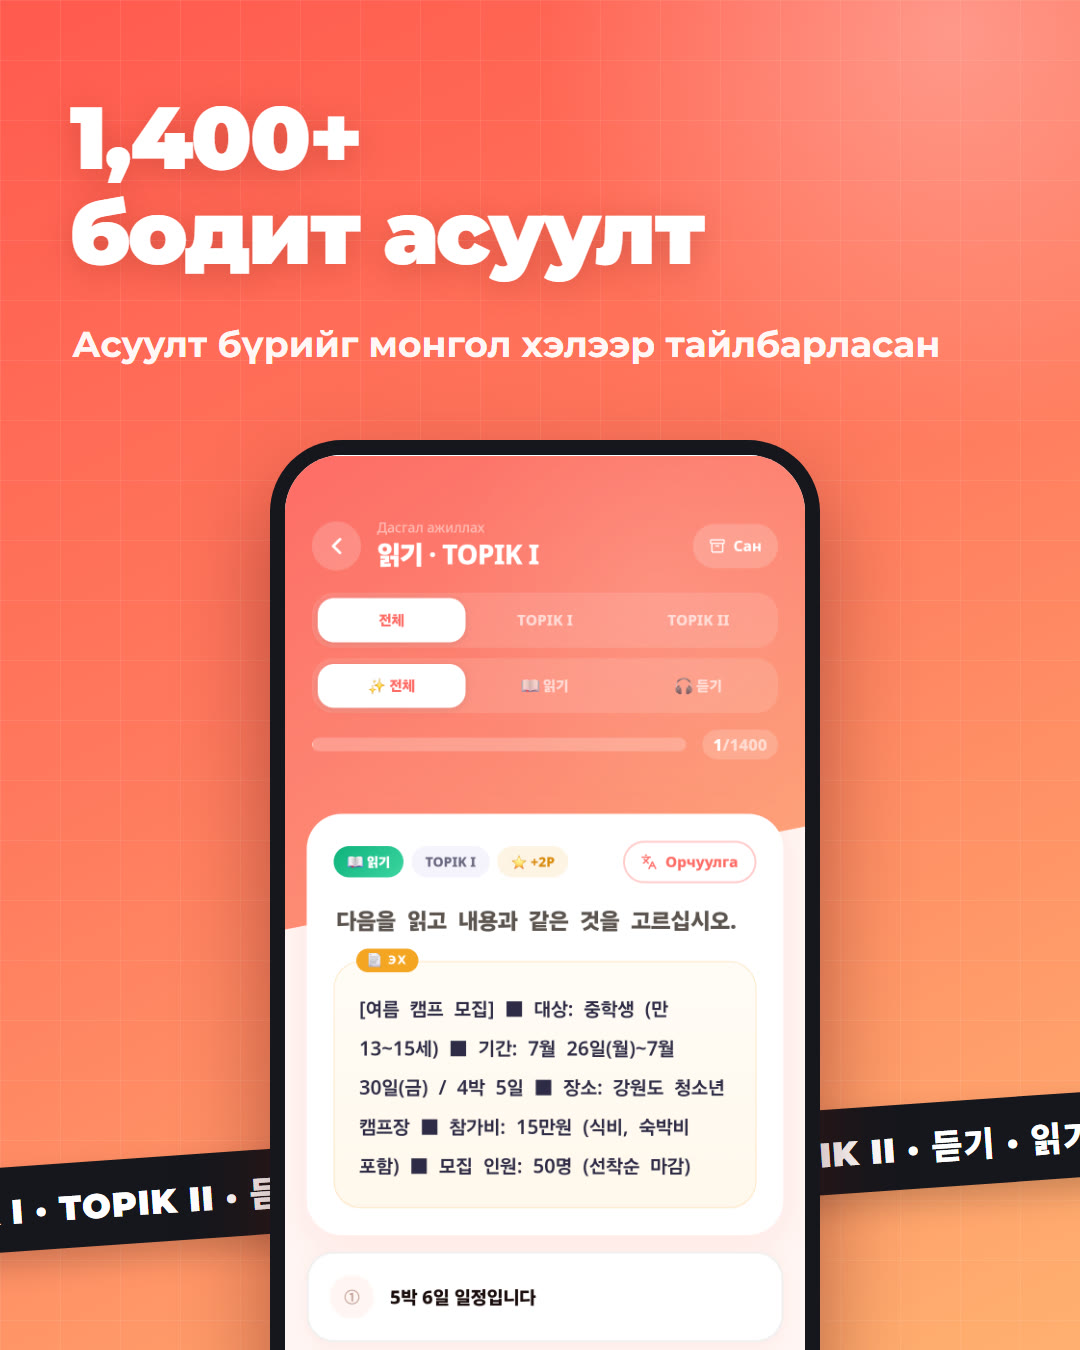 1,400+
бодит асуулт
Асуулт бүрийг монгол хэлээр тайлбарласан
Дасгал ажиллах
읽기 · TOPIK I
Сан
전체 TOPIK I TOPIK II
✨ 전체 📖 읽기 🎧 듣기
1/1400
📖 읽기 TOPIK I ⭐ +2P Орчуулга
다음을 읽고 내용과 같은 것을 고르십시오.
ЭХ
[여름 캠프 모집] ■ 대상: 중학생 (만
13~15세) ■ 기간: 7월 26일(월)~7월
30일(금) / 4박 5일 ■ 장소: 강원도 청소년
캠프장 ■ 참가비: 15만원 (식비, 숙박비
포함) ■ 모집 인원: 50명 (선착순 마감)
① 5박 6일 일정입니다
I • TOPIK II •
II • 듣기 •